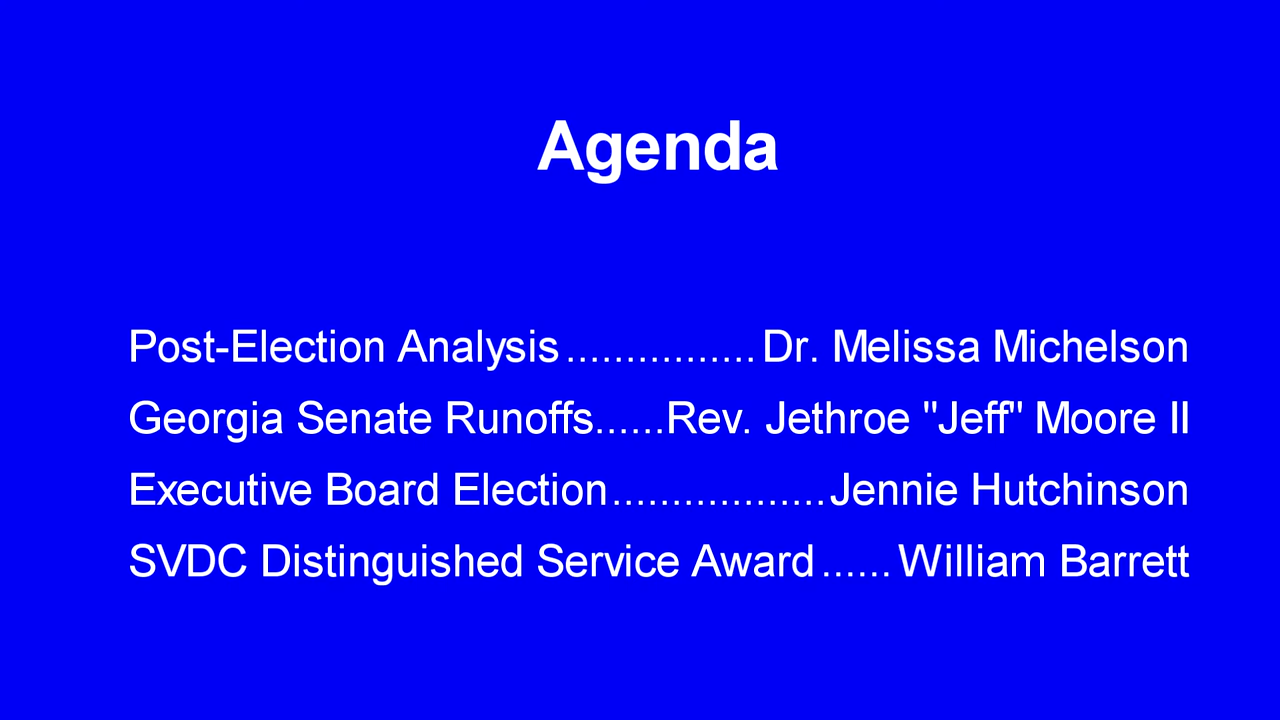 Agenda
Post-Election Analysis ................ Dr. Melissa Michelson
Georgia Senate Runoffs......Rev. Jethroe "Jeff" Moore II
Executive Board Election..................Jennie Hutchinson
SVDC Distinguished Service Award ...... William Barrett